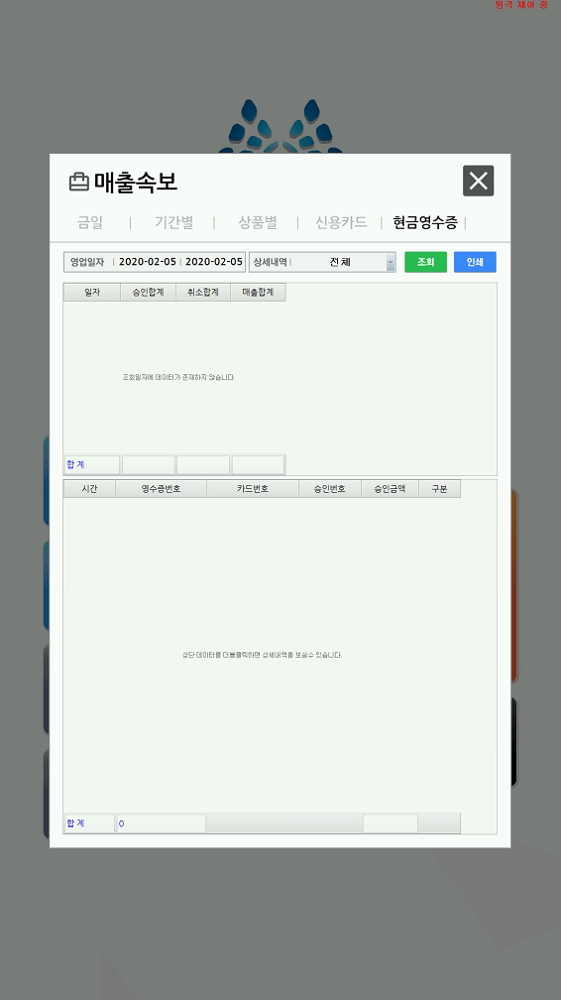 원격 제어 중
매출속보
금일 | 기간별 | 상품별 | 신용카드 | 현금영수증 |
영업일자 | 2020-02-05 | 2020-02-05 상세내역 | 전체 조회 인쇄
일자 승인합계 취소합계 매출합계
조회일자에 데이터가 존재하지 않습니다.
합 계
시간 영수증번호 카드번호 승인번호 승인금액 구분
상단 데이터를 더블클릭하면 상세내역을 보실수 있습니다.
합 계 0